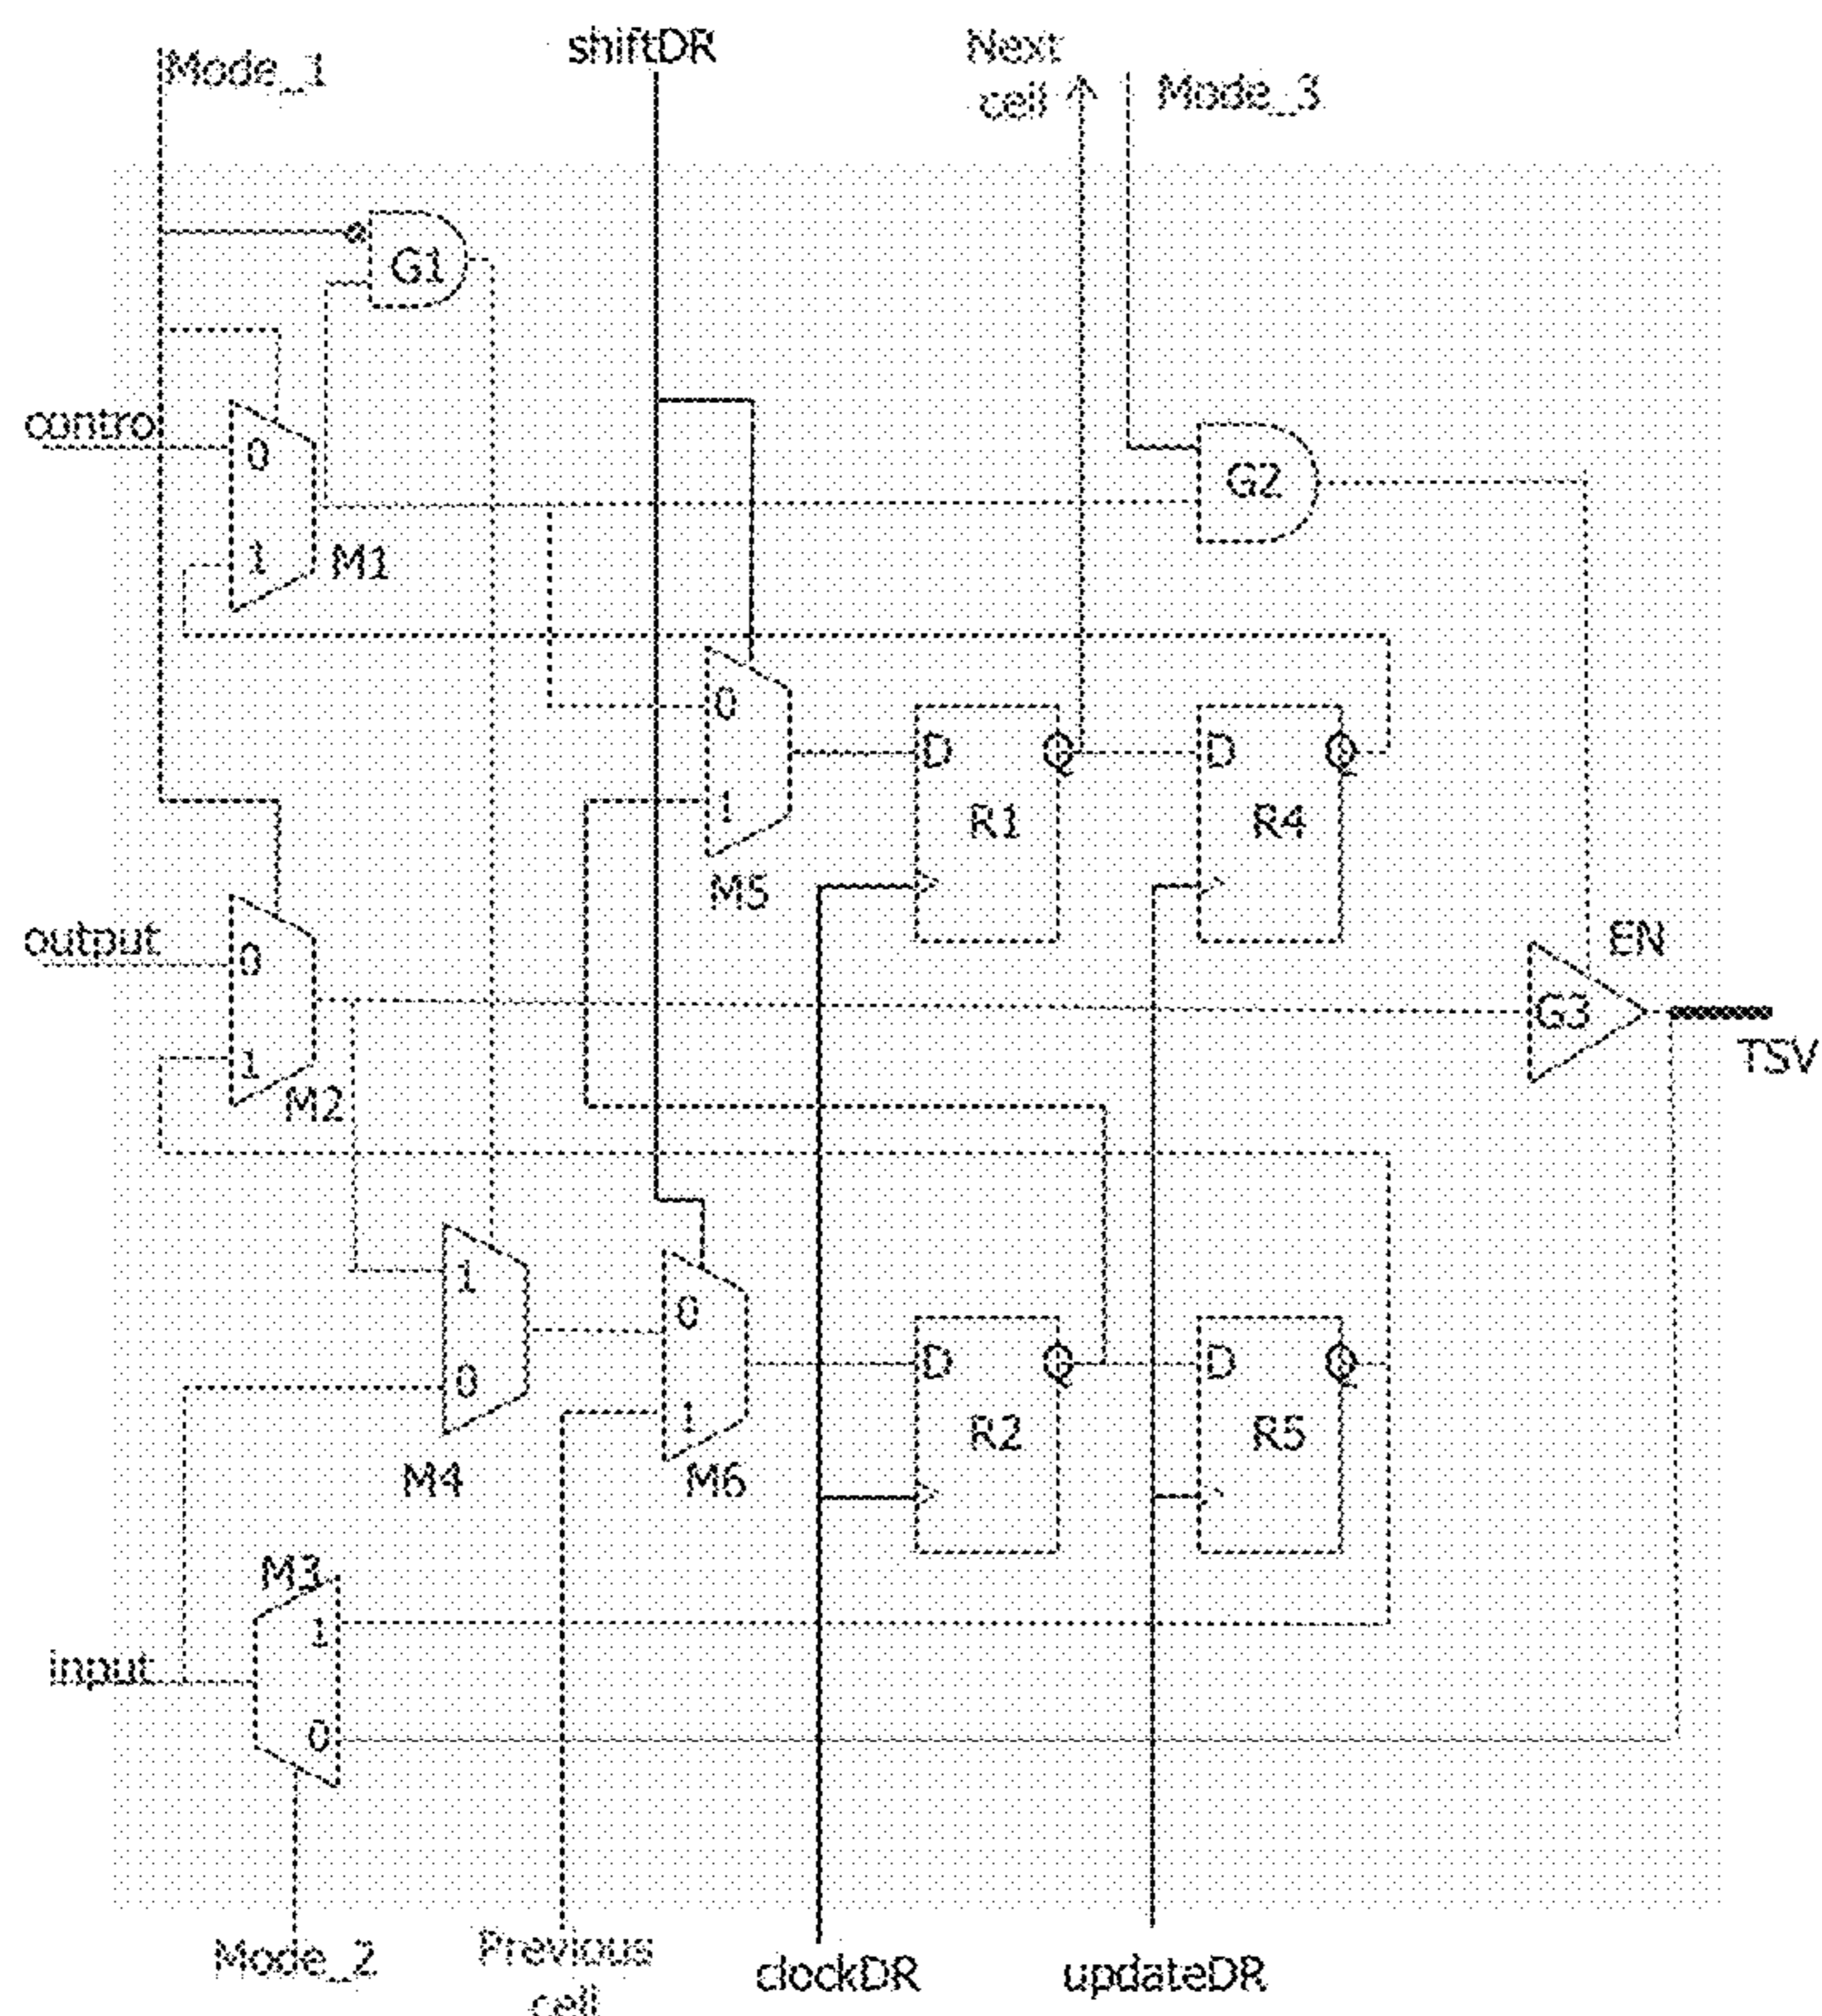 Mode_1
shiftDR
Next
cell
Mode_3
G1
contro
0
1
M1
G2
0
1
M5
D
Q
R1
D
Q
R4
output
0
1
M2
EN
G3
TSV
1
0
M4
0
1
M6
D
Q
R2
D
Q
R5
M3
1
0
input
Mode_2
Previous
cell
clockDR
updateDR